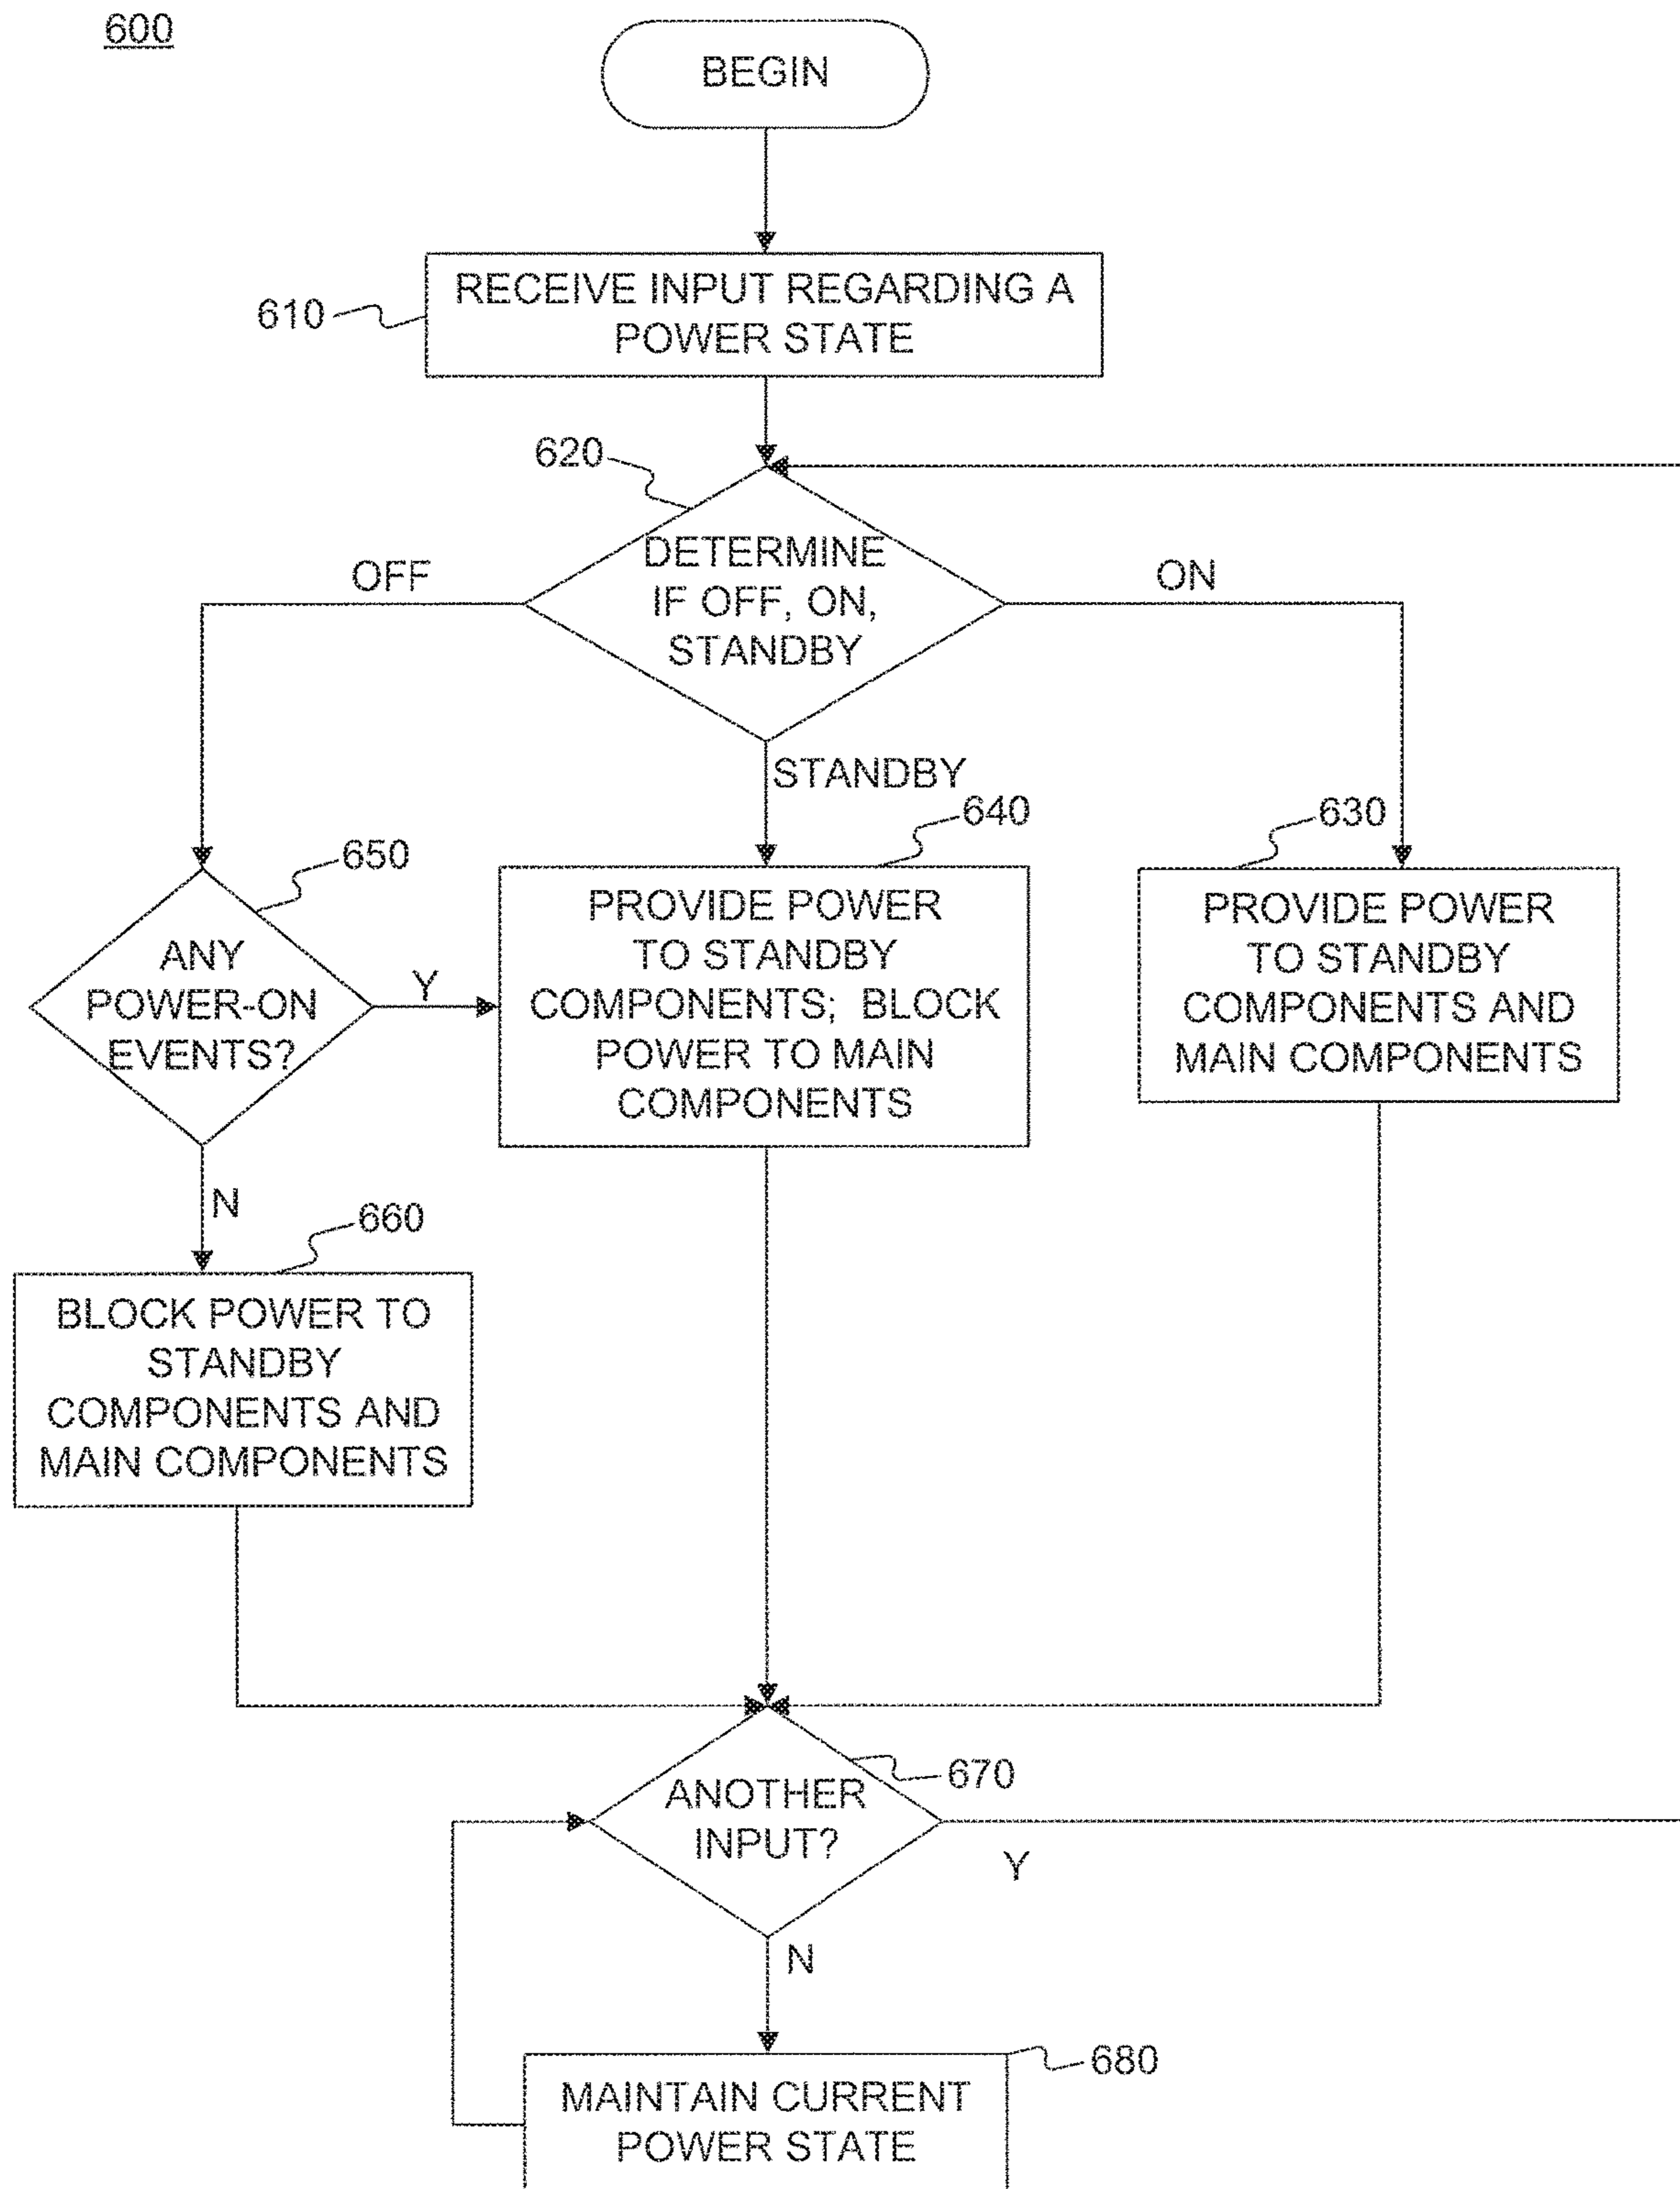 600
BEGIN
610
RECEIVE INPUT REGARDING A
POWER STATE
620
DETERMINE
IF OFF, ON,
STANDBY
OFF
ON
STANDBY
650
640
630
ANY
POWER-ON
EVENTS?
Y
PROVIDE POWER
TO STANDBY
COMPONENTS; BLOCK
POWER TO MAIN
COMPONENTS
PROVIDE POWER
TO STANDBY
COMPONENTS AND
MAIN COMPONENTS
N
660
BLOCK POWER TO
STANDBY
COMPONENTS AND
MAIN COMPONENTS
670
ANOTHER
INPUT?
Y
N
680
MAINTAIN CURRENT
POWER STATE